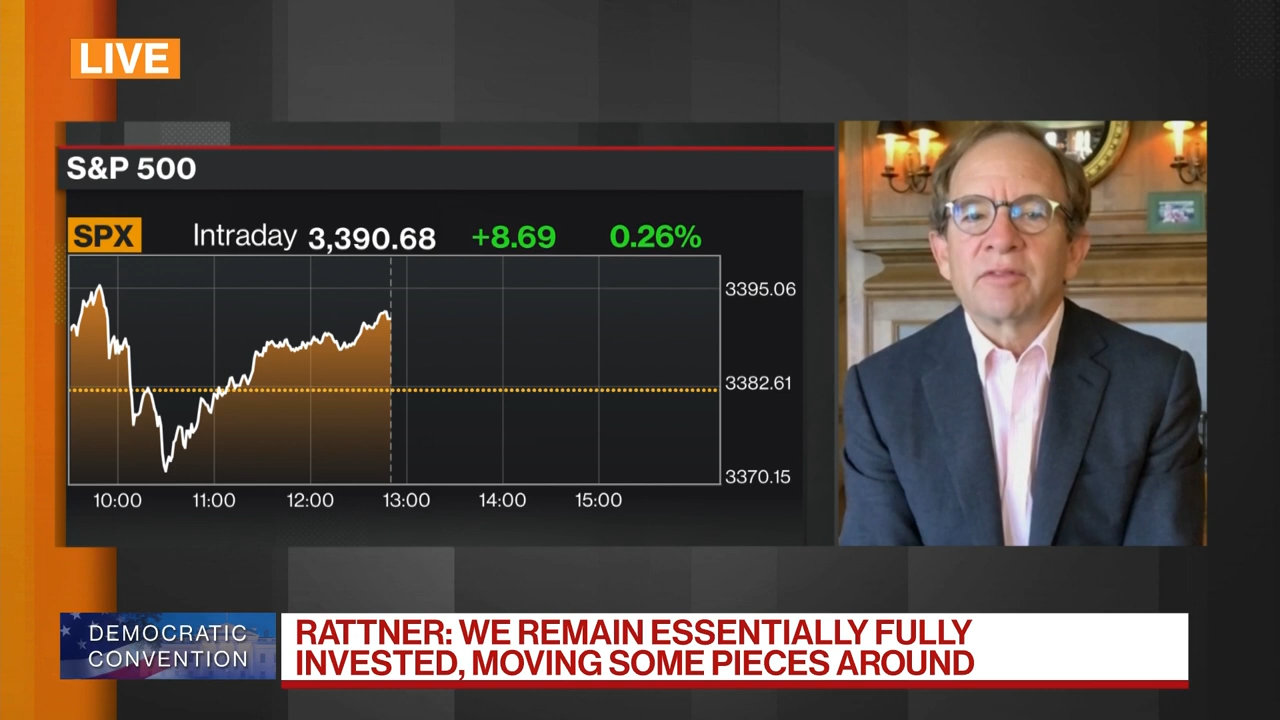 LIVE
S&P 500
SPX Intraday 3,390.68 +8.69 0.26%
3395.06
3382.61
3370.15
10:00 11:00 12:00 13:00 14:00 15:00
DEMOCRATIC
CONVENTION
RATTNER: WE REMAIN ESSENTIALLY FULLY
INVESTED, MOVING SOME PIECES AROUND